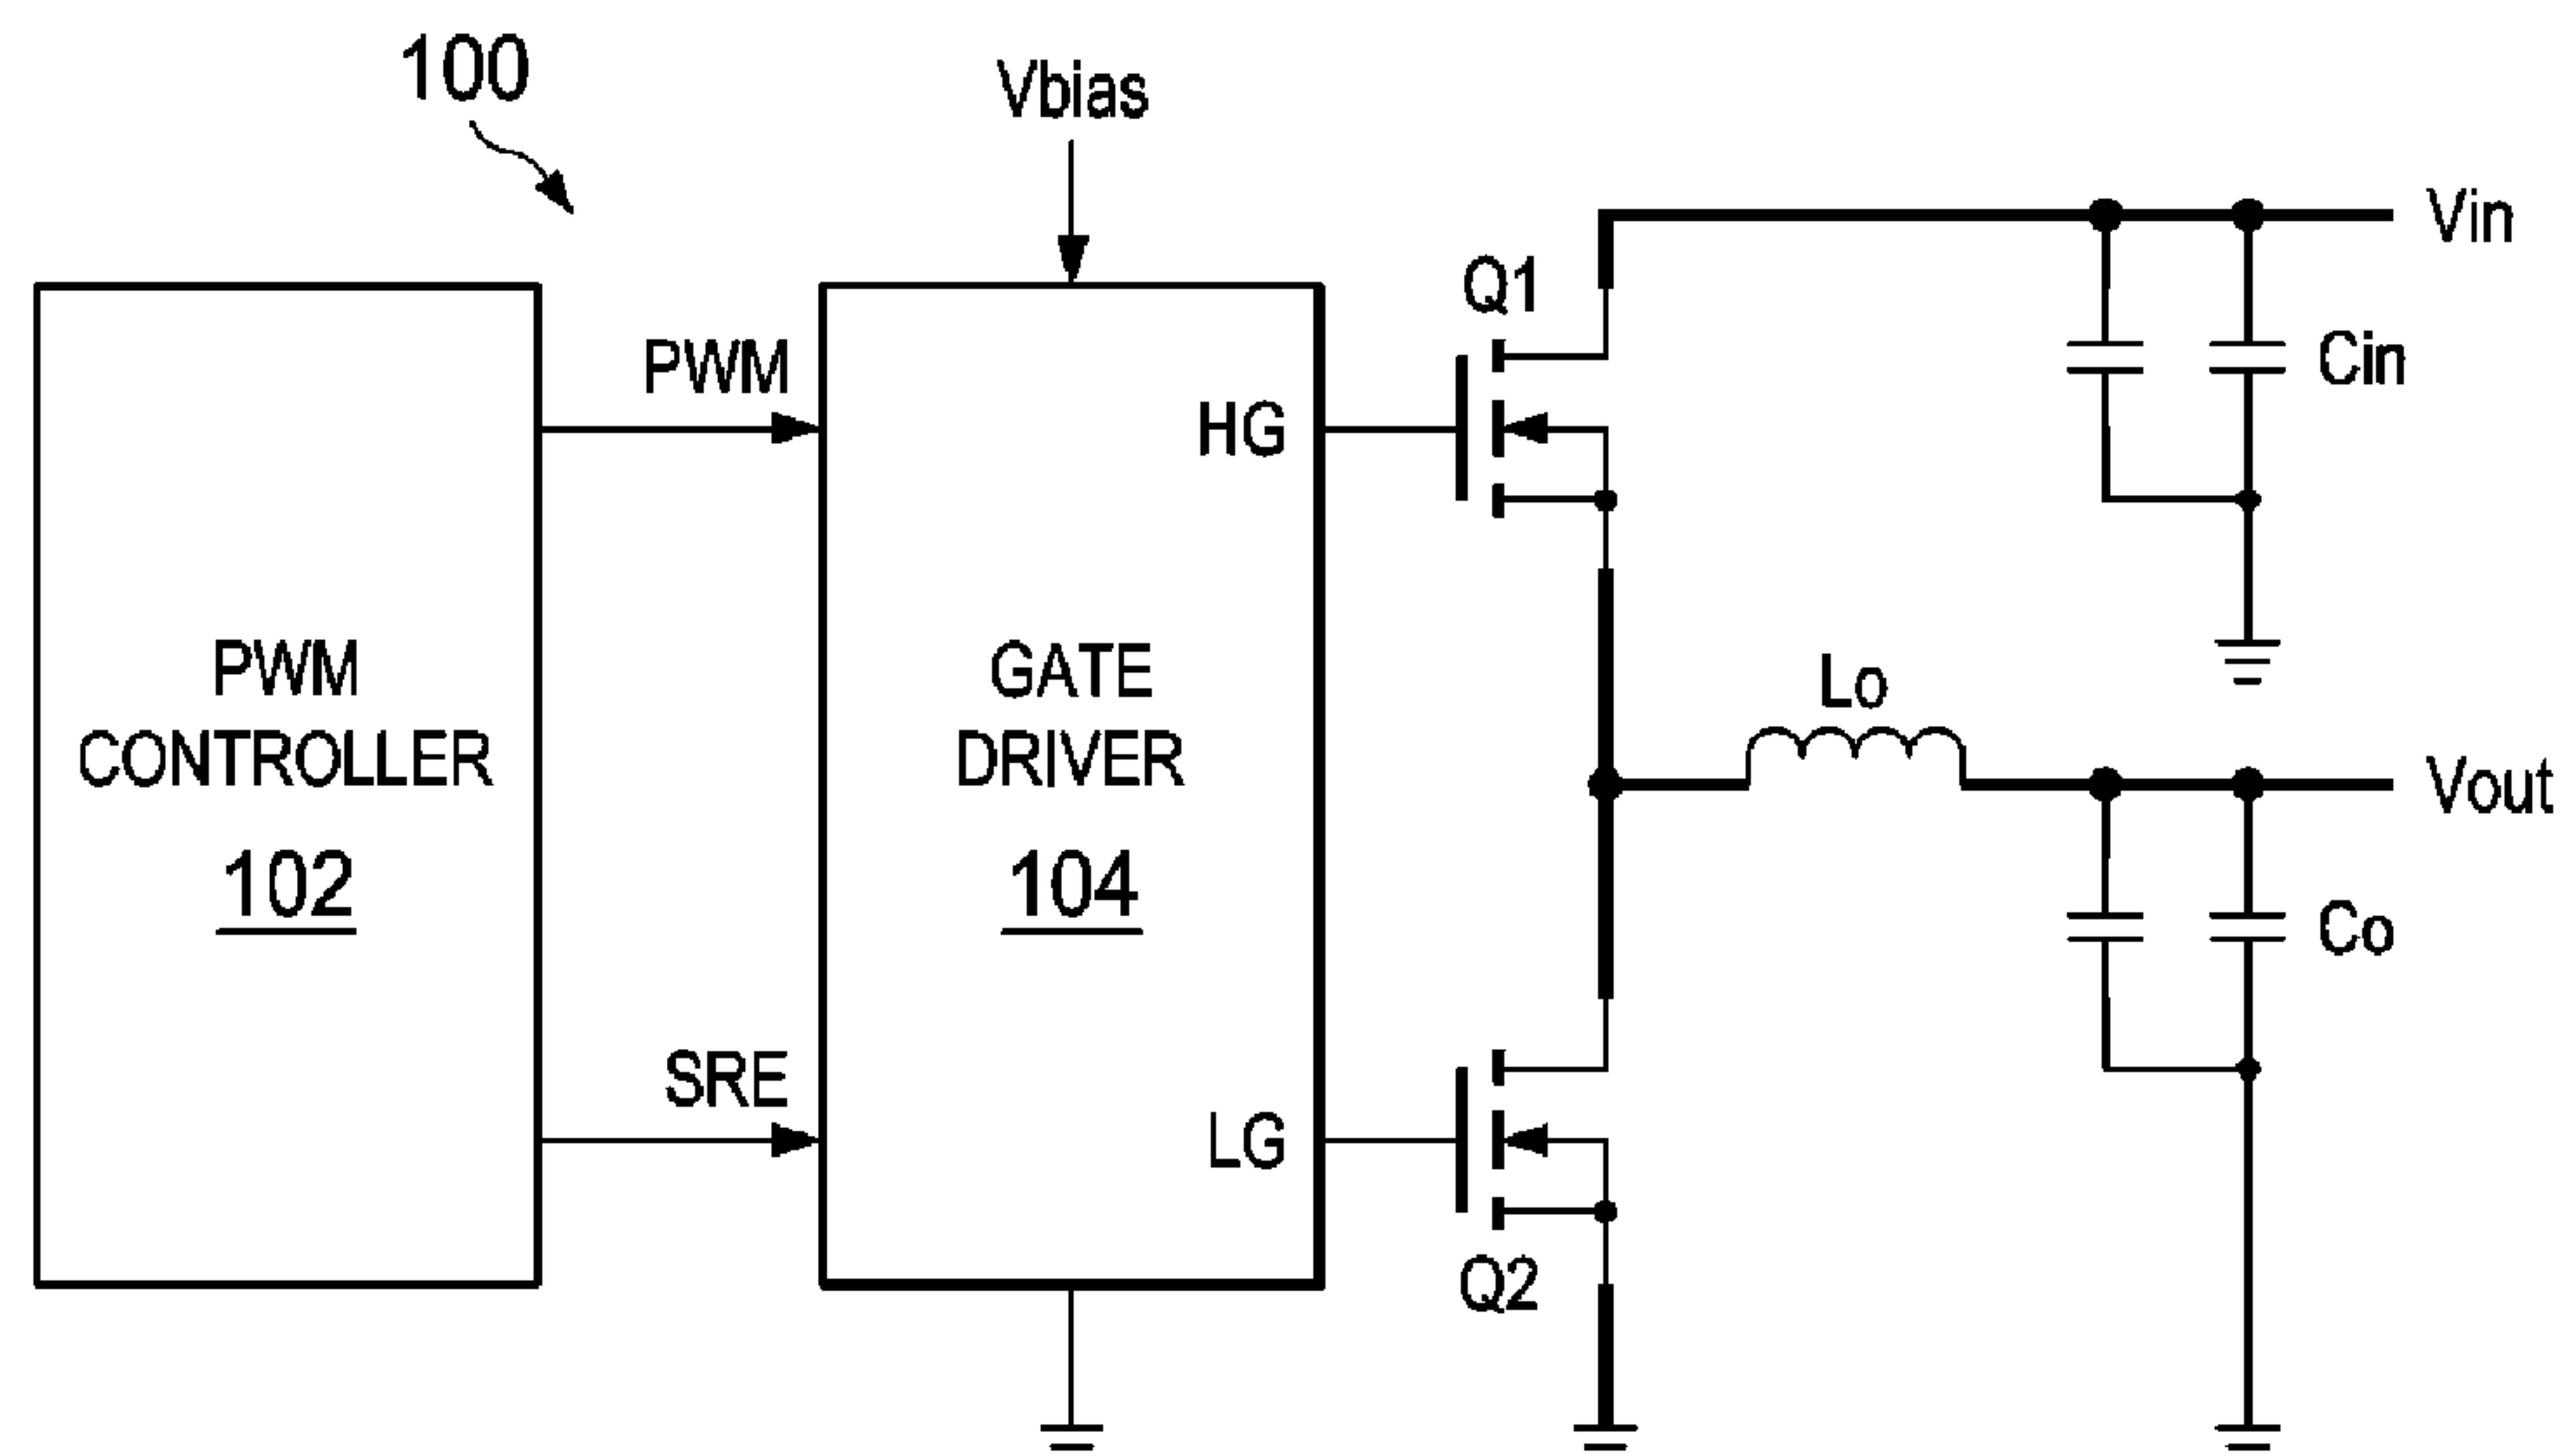 100
Vbias
Vin
Q1
PWM
Cin
HG
PWM
CONTROLLER
102
GATE
DRIVER
104
Lo
Vout
Co
SRE
LG
Q2